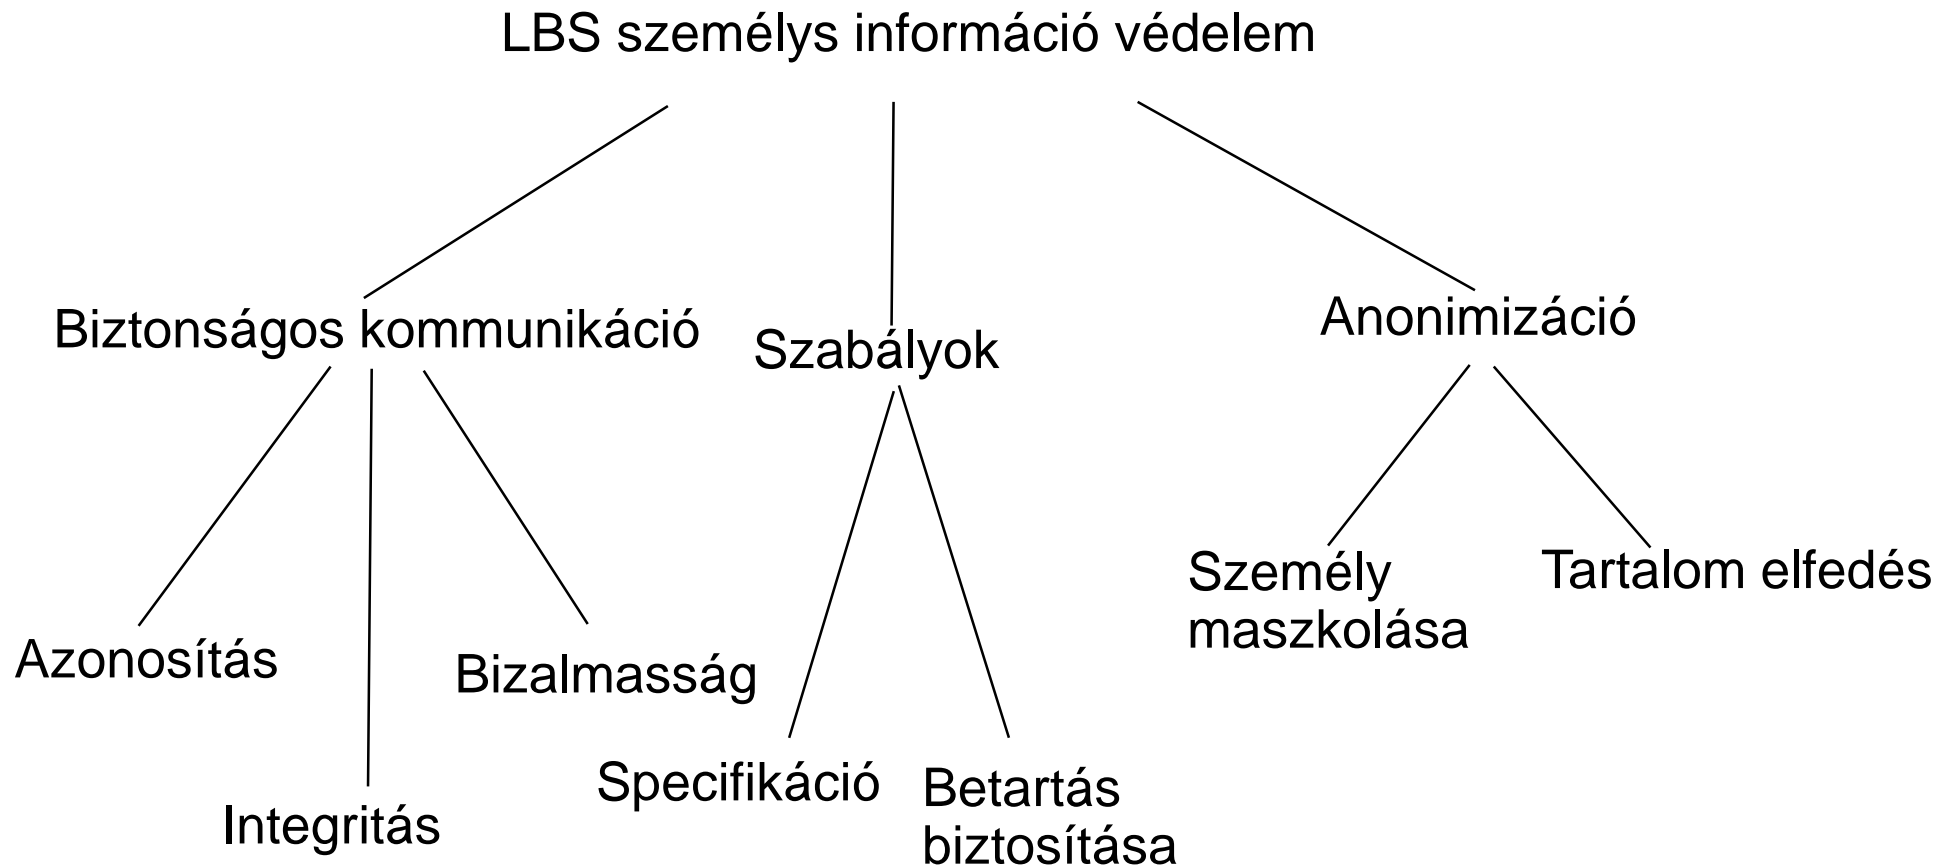 LBS személys információ védelem
Biztonságos kommunikáció
Szabályok
Anonimizáció
Azonosítás
Integritás
Bizalmasság
Specifikáció
Betartás
biztosítása
Személy
maszkolása
Tartalom elfedés